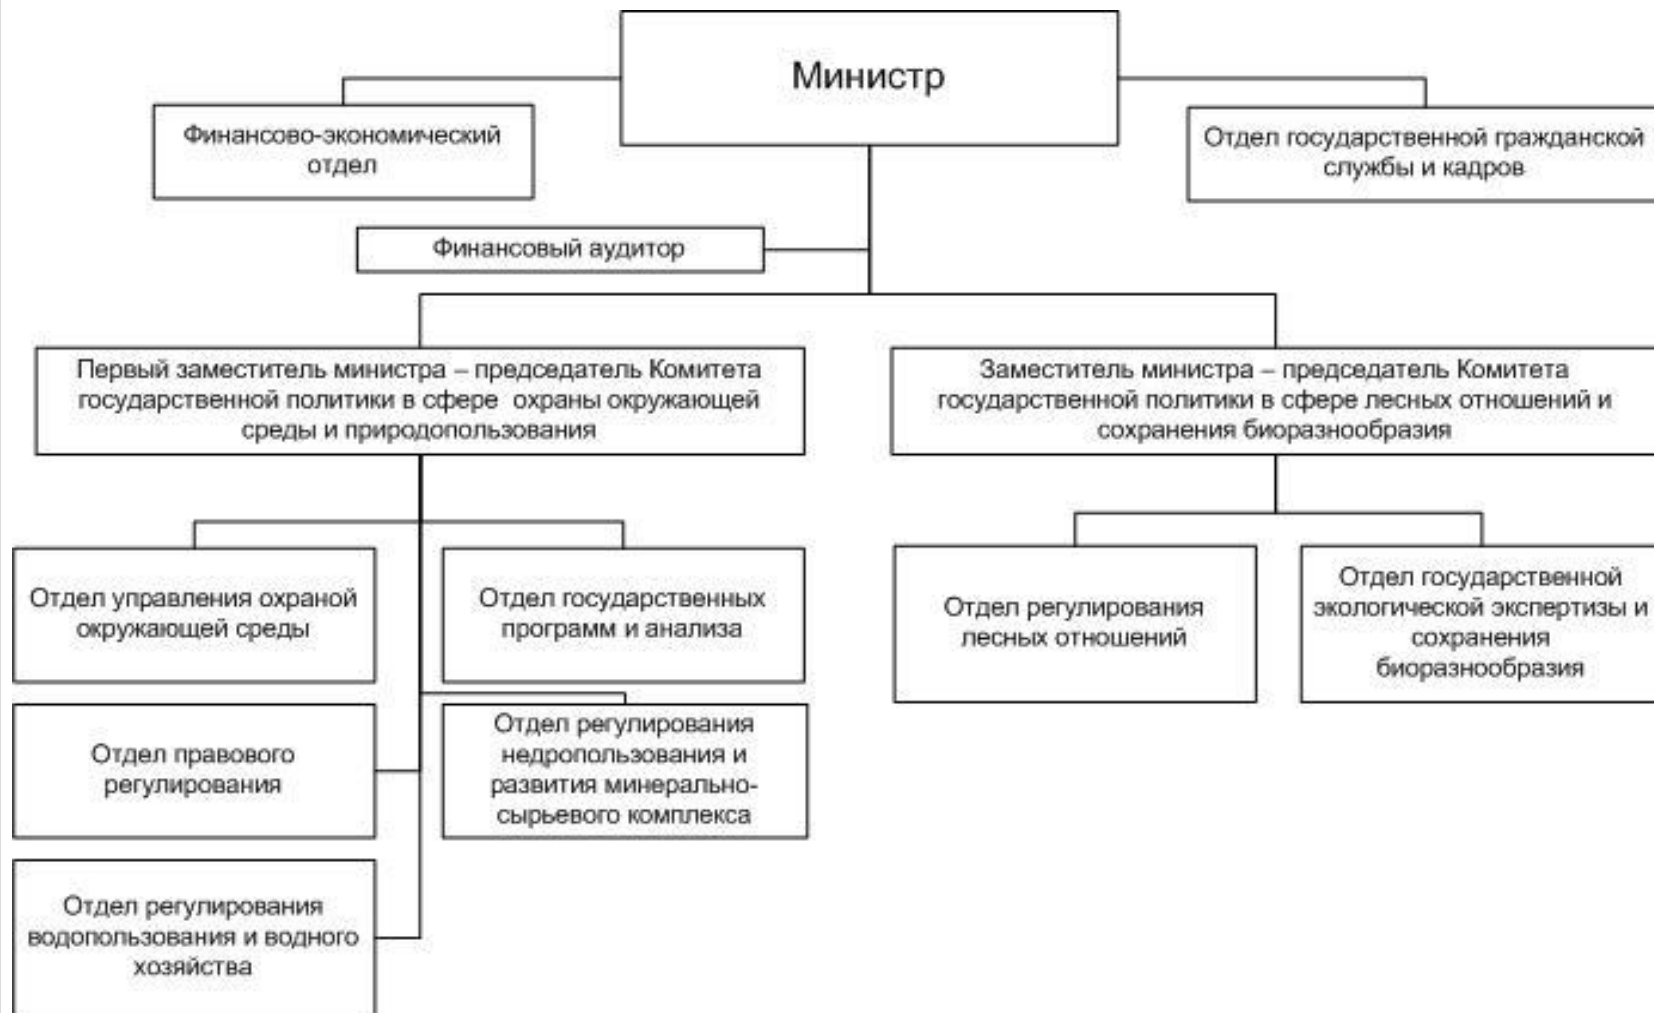 Министр
Финансово-экономический
отдел
Отдел государственной гражданской
службы и кадров
Финансовый аудитор
Первый заместитель министра – председатель Комитета
государственной политики в сфере охраны окружающей
среды и природопользования
Заместитель министра – председатель Комитета
государственной политики в сфере лесных отношений и
сохранения биоразнообразия
Отдел управления охраной
окружающей среды
Отдел государственных
программ и анализа
Отдел регулирования
лесных отношений
Отдел государственной
экологической экспертизы и
сохранения
биоразнообразия
Отдел правового
регулирования
Отдел регулирования
недропользования и
развития минерально-
сырьевого комплекса
Отдел регулирования
водопользования и водного
хозяйства